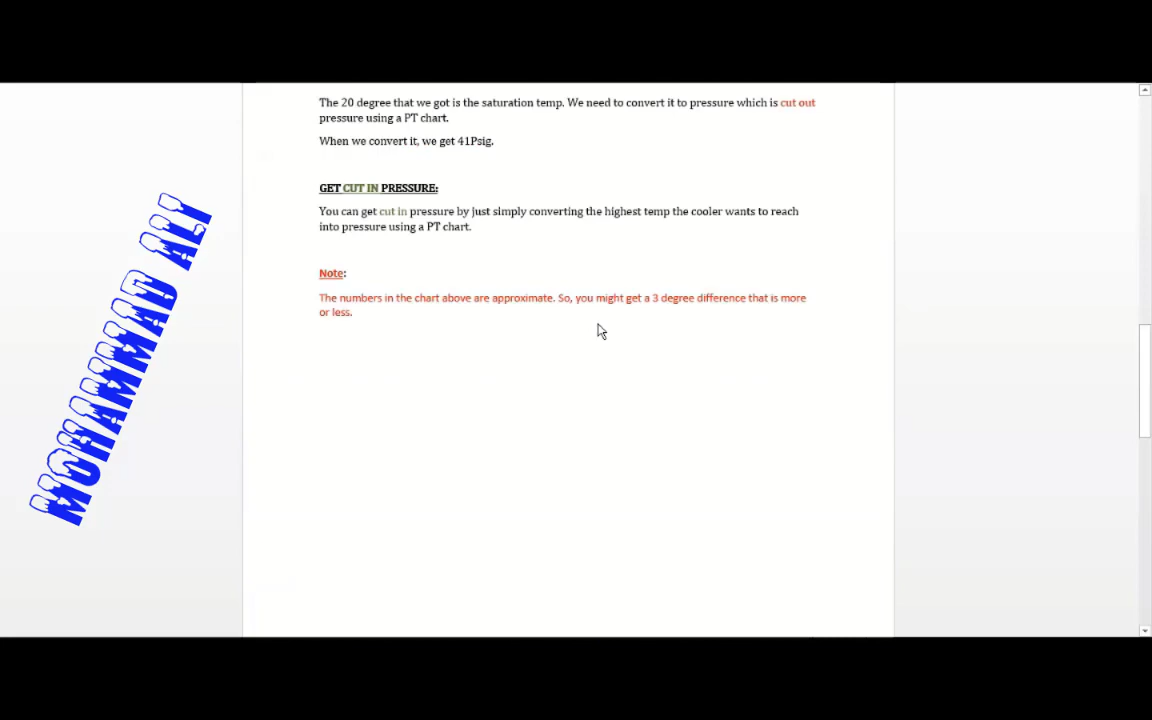 The 20 degree that we got is the saturation temp. We need to convert it to pressure which is cut out
pressure using a PT chart.
When we convert it, we get 41Psig.
GET CUT IN PRESSURE:
You can get cut in pressure by just simply converting the highest temp the cooler wants to reach
into pressure using a PT chart.
Note:
The numbers in the chart above are approximate. So, you might get a 3 degree difference that is more
or less.
MOHAMMAD ALI